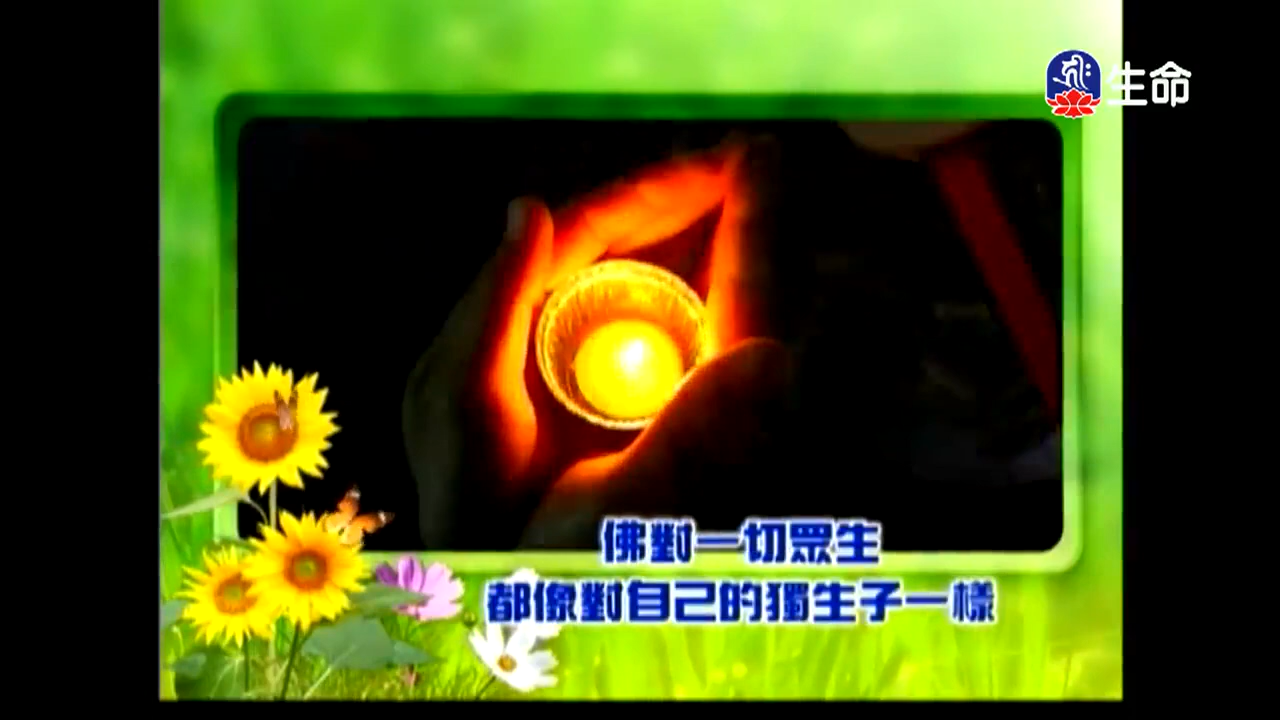 生命
佛對一切眾生
都像對自己的獨生子一樣